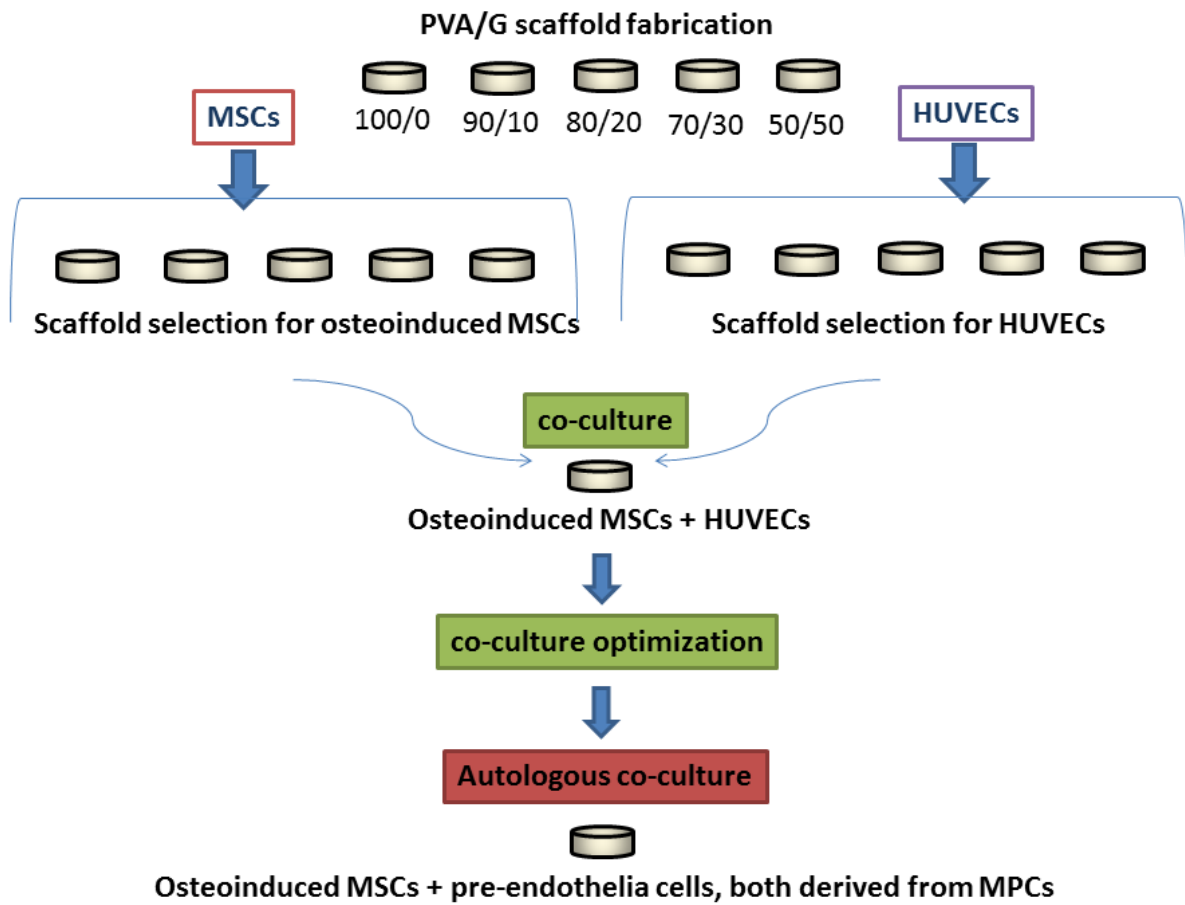 PVA/G scaffold fabrication
MSCs
100/0 90/10 80/20 70/30 50/50
HUVECs
Scaffold selection for osteoinduced MSCs
Scaffold selection for HUVECs
co-culture
Osteoinduced MSCs + HUVECs
co-culture optimization
Autologous co-culture
Osteoinduced MSCs + pre-endothelia cells, both derived from MPCs